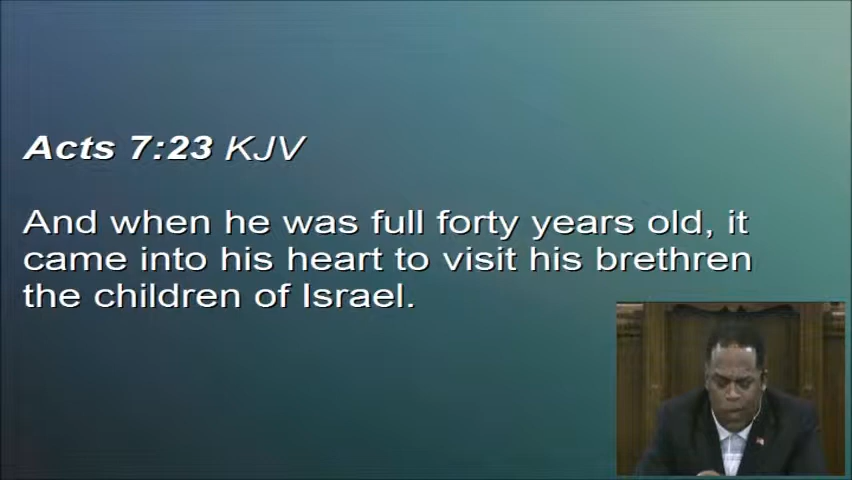 Acts 7:23 KJV
And when he was full forty years old, it
came into his heart to visit his brethren
the children of Israel.